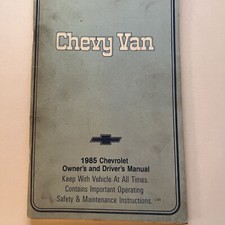 Chevy Van
1985 Chevrolet
Owner's and Driver's Manual
Keep With Vehicle At All Times.
Contains Important Operating
Safety & Maintenance Instructions.